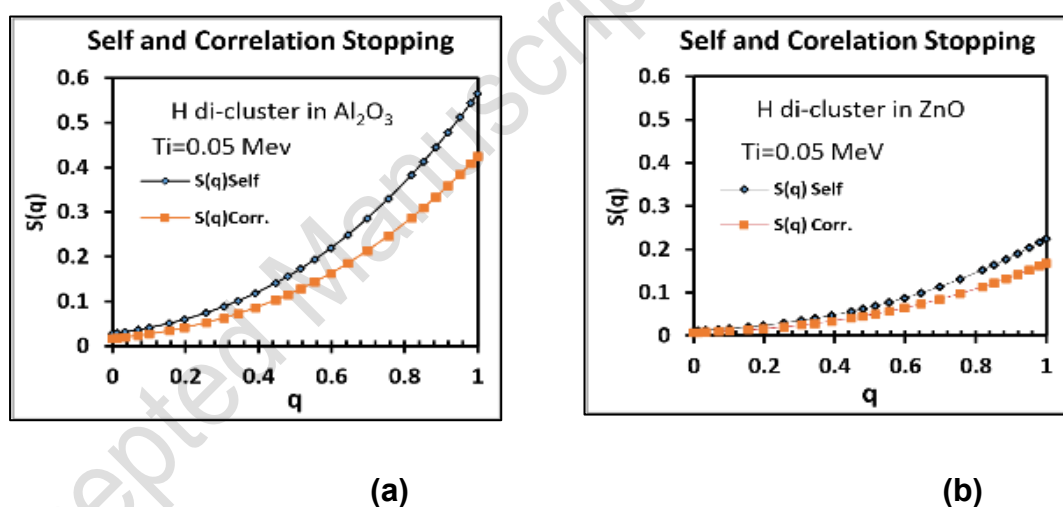 Self and Correlation Stopping
0.6
0.5
0.4
0.3
0.2
0.1
0
S(q)
H di-cluster in Al₂O₃
Ti=0.05 Mev
S(q)Self
S(q)Corr.
0 0.2 0.4 0.6 0.8 1
q
(a)
Self and Corelation Stopping
0.6
0.5
0.4
0.3
0.2
0.1
0
S(q)
H di-cluster in ZnO
Ti=0.05 MeV
S(q) Self
S(q) Corr.
0 0.2 0.4 0.6 0.8 1
q
(b)
epted Manuscrip